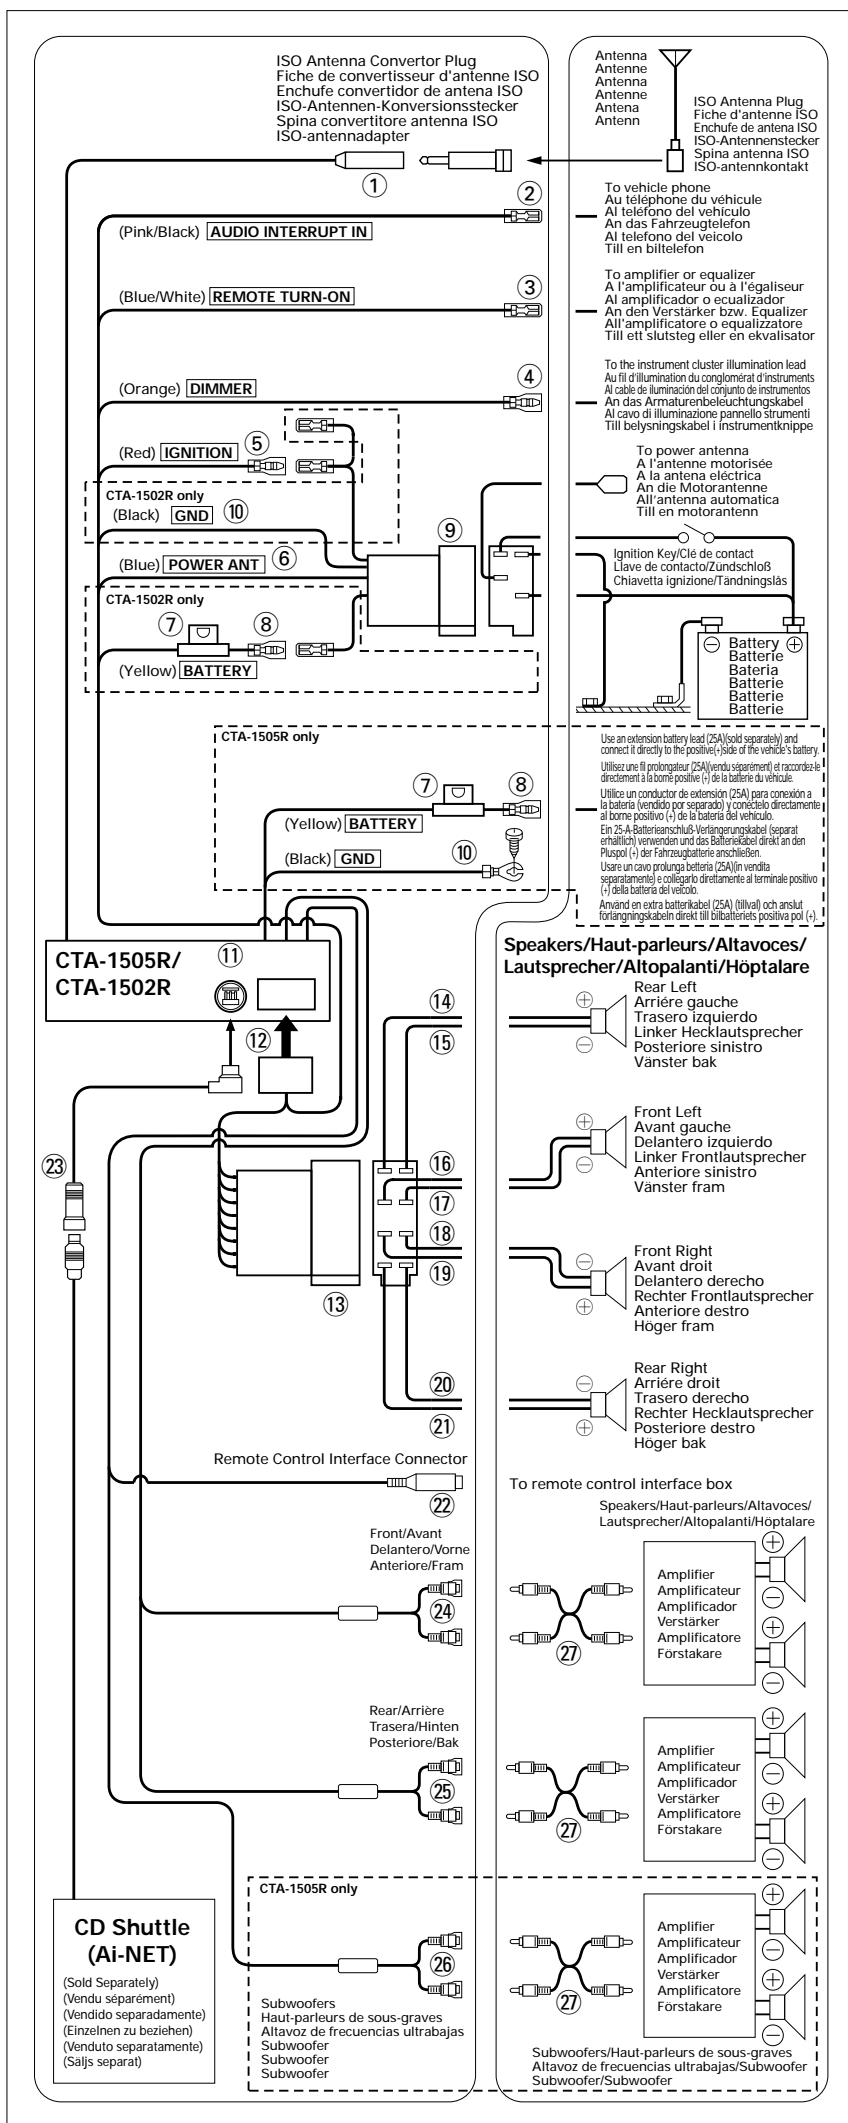 ISO Antenna Convertor Plug
Fiche de convertisseur d'antenne ISO
Enchufe convertidor de antena ISO
ISO-Antennen-Konversionsstecker
Spina convertitore antenna ISO
ISO-antennadapter
Antenna
Antenne
Antenna
Antenne
Antena
Antenn
ISO Antenna Plug
Fiche d'antenne ISO
Enchufe de antena ISO
ISO-Antennenstecker
Spina antenna ISO
ISO-antennkontakt
①
②
(Pink/Black) AUDIO INTERRUPT IN
To vehicle phone
Au téléphone du véhicule
Al teléfono del vehículo
An das Fahrzeugtelefon
Al telefono del veicolo
Till en biltelefon
③
(Blue/White) REMOTE TURN-ON
To amplifier or equalizer
A l'amplificateur ou à l'égaliseur
Al amplificador o ecualizador
An den Verstärker bzw. Equalizer
All'amplificatore o equalizzatore
Till ett slutsteg eller en ekvalisator
④
(Orange) DIMMER
To the instrument cluster illumination lead
Au fil d'illumination du conglomérat d'instruments
Al cable de iluminación del conjunto de instrumentos
An das Armaturenbeleuchtungskabel
Al cavo di illuminazione pannello strumenti
Till belysningskabel i instrumentknippe
(Red) IGNITION ⑤
CTA-1502R only
(Black) GND ⑩
⑨
To power antenna
A l'antenne motorisée
A la antena eléctrica
An die Motorantenne
All'antenna automatica
Till en motorantenn
(Blue) POWER ANT ⑥
Ignition Key/Clé de contact
Llave de contacto/Zündschloß
Chiavetta ignizione/Tändningslås
CTA-1502R only
⑦ ⑧
(Yellow) BATTERY
⊖ Battery ⊕
Batterie
Bateria
Batterie
Batterie
Batterie
CTA-1505R only
⑦ ⑧
(Yellow) BATTERY
(Black) GND ⑩
Use an extension battery lead (25A)(sold separately) and
connect it directly to the positive(+)side of the vehicle's battery.
Utilisez une fil prolongateur (25A)(vendu séparément) et raccordez-le
directement à la borne positive (+) de la batterie du véhicule.
Utilice un conductor de extensión (25A) para conexión a
la batería (vendido por separado) y conéctelo directamente
al borne positivo (+) de la batería del vehículo.
Ein 25-A-Batterieanschluß-Verlängerungskabel (separat
erhältlich) verwenden und das Batteriekabel direkt an den
Pluspol (+) der Fahrzeugbatterie anschließen.
Usare un cavo prolunga betteria (25A)(in vendita
separatamente) e collegarlo direttamente al terminale positivo
(+) della batteria del veicolo.
Använd en extra batterikabel (25A) (tillval) och anslut
förlängningskabeln direkt till bilbatteriets positiva pol (+).
CTA-1505R/
CTA-1502R
⑪
⑫
Speakers/Haut-parleurs/Altavoces/
Lautsprecher/Altopalanti/Höptalare
⑭
⑮
⊕
⊖
Rear Left
Arriére gauche
Trasero izquierdo
Linker Hecklautsprecher
Posteriore sinistro
Vänster bak
⑯
⑰
⊕
⊖
Front Left
Avant gauche
Delantero izquierdo
Linker Frontlautsprecher
Anteriore sinistro
Vänster fram
㉓
⑱
⑲
⊖
⊕
Front Right
Avant droit
Delantero derecho
Rechter Frontlautsprecher
Anteriore destro
Höger fram
⑬
⑳
㉑
⊖
⊕
Rear Right
Arriére droit
Trasero derecho
Rechter Hecklautsprecher
Posteriore destro
Höger bak
Remote Control Interface Connector
㉒
To remote control interface box
Front/Avant
Delantero/Vorne
Anteriore/Fram
㉔
㉗
Speakers/Haut-parleurs/Altavoces/
Lautsprecher/Altopalanti/Höptalare
Amplifier
Amplificateur
Amplificador
Verstärker
Amplificatore
Förstakare
⊕
⊖
⊕
⊖
Rear/Arrière
Trasera/Hinten
Posteriore/Bak
㉕
㉗
Amplifier
Amplificateur
Amplificador
Verstärker
Amplificatore
Förstakare
⊕
⊖
⊕
⊖
CD Shuttle
(Ai-NET)
(Sold Separately)
(Vendu séparément)
(Vendido separadamente)
(Einzelnen zu beziehen)
(Venduto separatamente)
(Säljs separat)
CTA-1505R only
㉖
㉗
Subwoofers
Haut-parleurs de sous-graves
Altavoz de frecuencias ultrabajas
Subwoofer
Subwoofer
Subwoofer
Amplifier
Amplificateur
Amplificador
Verstärker
Amplificatore
Förstakare
⊕
⊖
⊕
⊖
Subwoofers/Haut-parleurs de sous-graves
Altavoz de frecuencias ultrabajas/Subwoofer
Subwoofer/Subwoofer